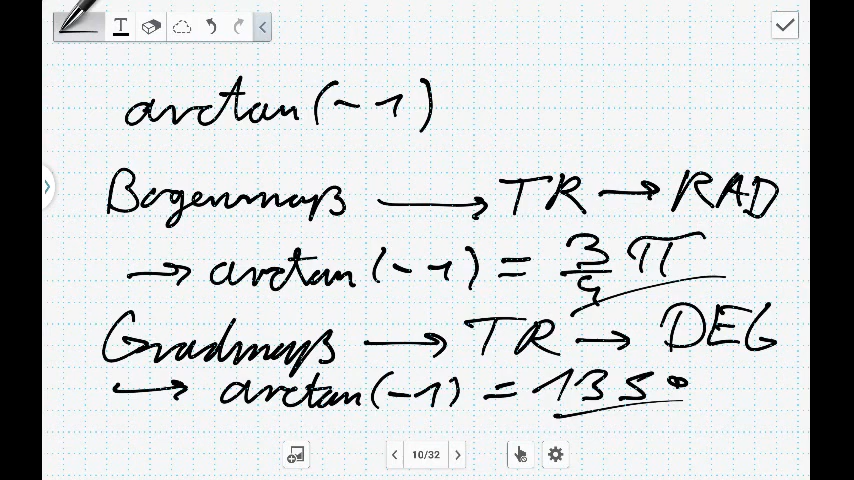 T
arctan(-1)
Bogenmaß → TR → RAD
→ arctan(-1) = 3/4 π
Gradmaß → TR → DEG
→ arctan(-1) = 135°
10/32